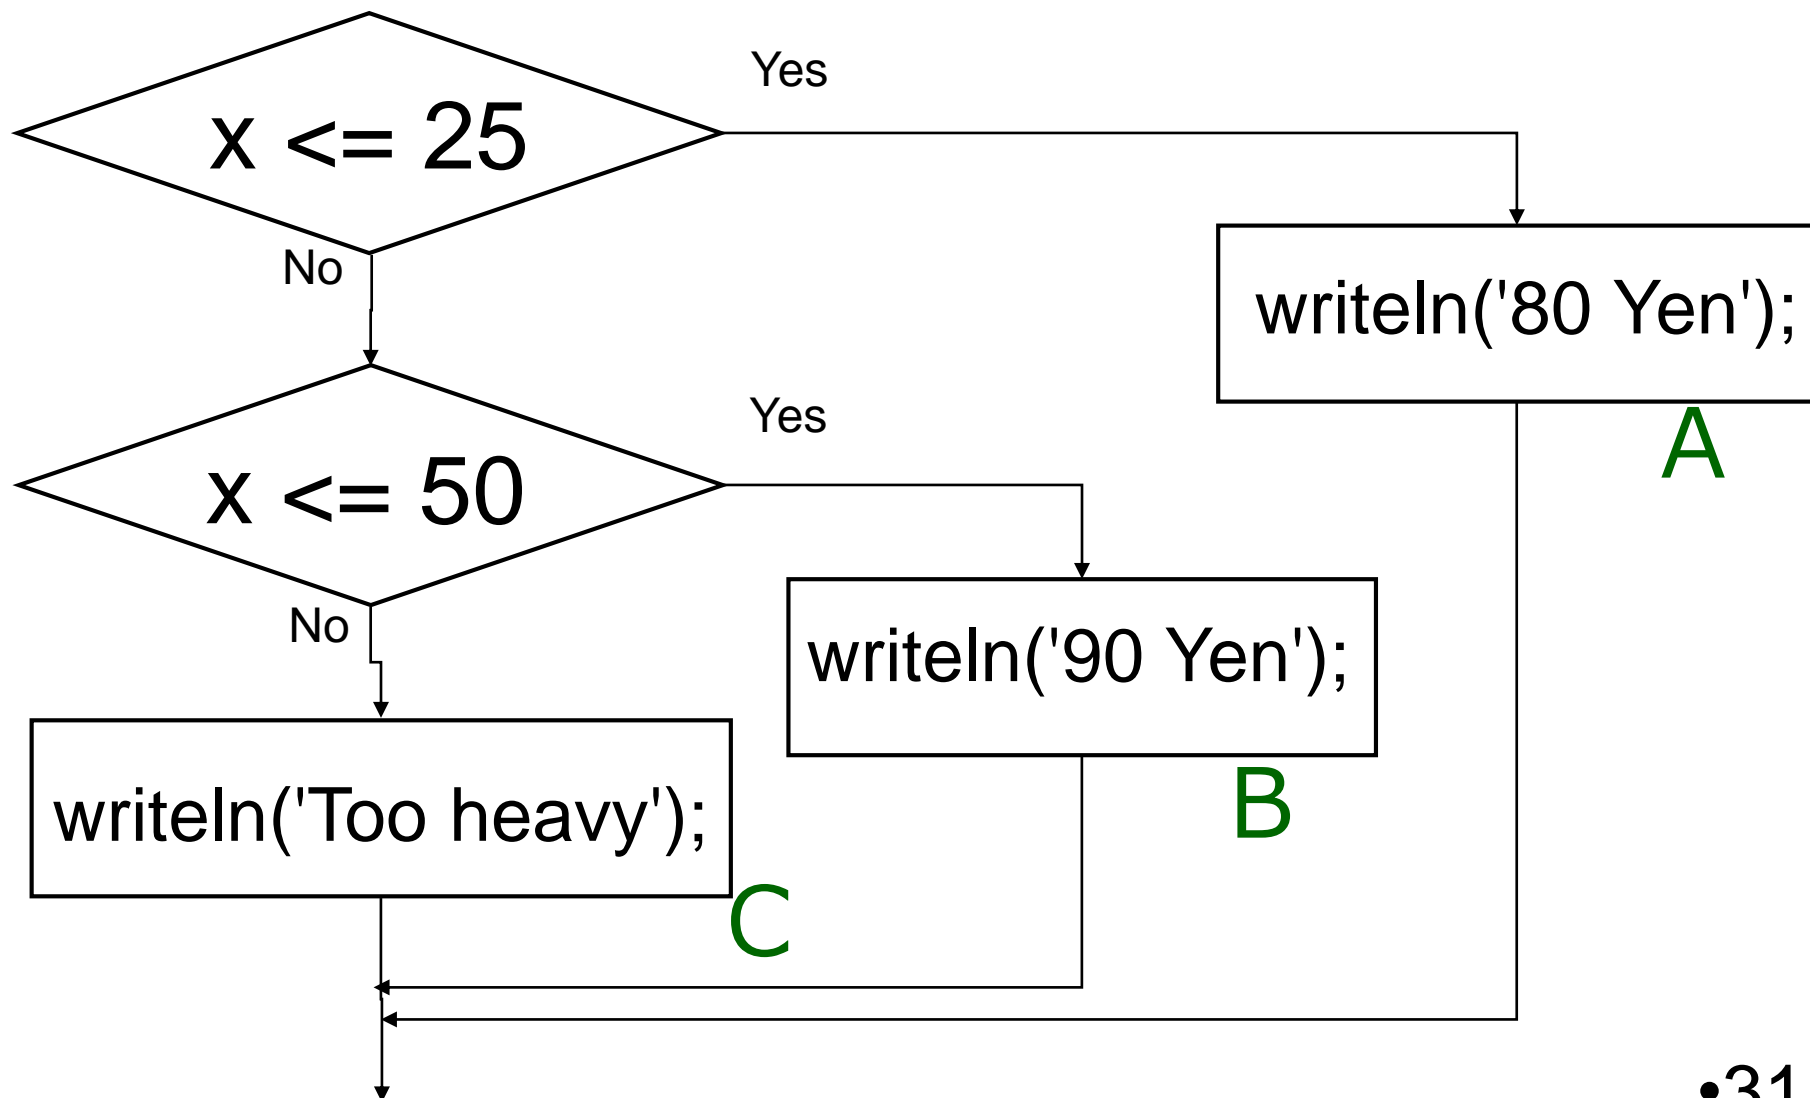 Yes
x <= 25
No
writeln('80 Yen');
A
Yes
x <= 50
No
writeln('90 Yen');
B
writeln('Too heavy');
C
•31